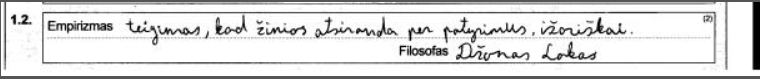 1.2. Empirizmas teigimas, kad žinios atsiranda per patyrimus, išoriškai. (2)
Filosofas Džonas Lokas